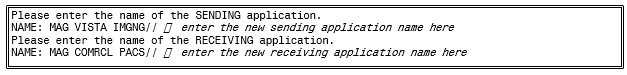 Please enter the name of the SENDING application.
NAME: MAG VISTA IMGNG// ▯ enter the new sending application name here
Please enter the name of the RECEIVING application.
NAME: MAG COMRCL PACS// ▯ enter the new receiving application name here